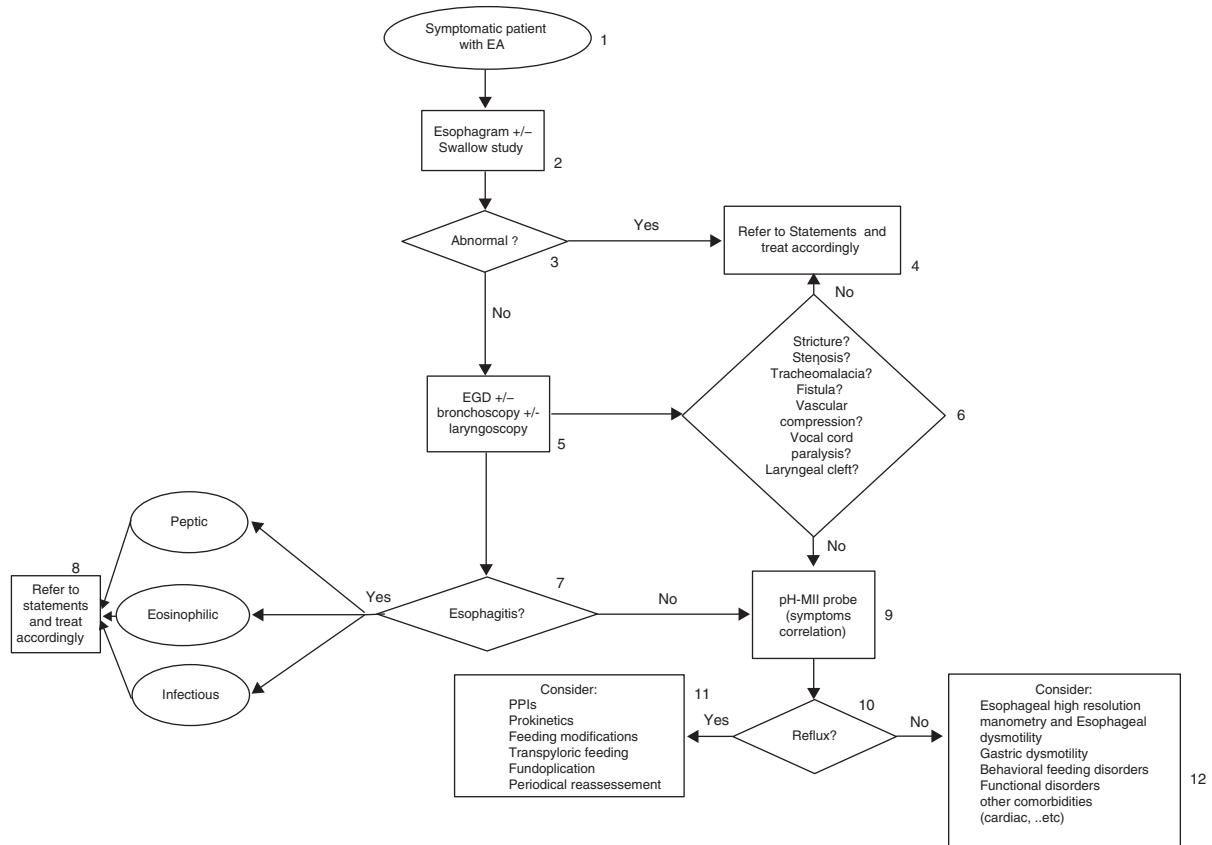 Symptomatic patient
with EA
1
Esophagram +/–
Swallow study
2
Abnormal ?
3
Yes
Refer to Statements and
treat accordingly
4
No
No
Stricture?
Stenosis?
Tracheomalacia?
Fistula?
Vascular
compression?
Vocal cord
paralysis?
Laryngeal cleft?
6
EGD +/–
bronchoscopy +/-
laryngoscopy
5
No
Peptic
Eosinophilic
Infectious
8
Refer to
statements
and treat
accordingly
Yes
Esophagitis?
7
No
pH-MII probe
(symptoms
correlation)
9
Consider:
PPIs
Prokinetics
Feeding modifications
Transpyloric feeding
Fundoplication
Periodical reassessement
11
Yes
Reflux?
10
No
Consider:
Esophageal high resolution
manometry and Esophageal
dysmotility
Gastric dysmotility
Behavioral feeding disorders
Functional disorders
other comorbidities
(cardiac, ..etc)
12